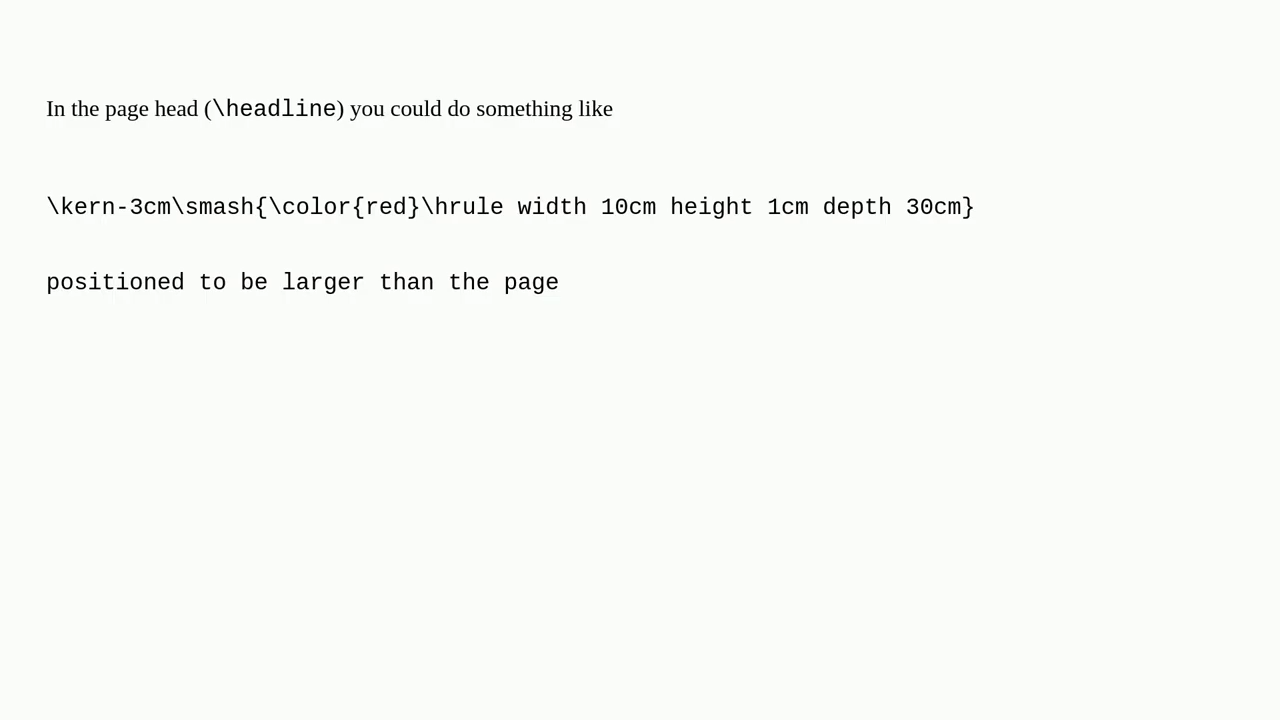 In the page head (\headline) you could do something like
\kern-3cm\smash{\color{red}\hrule width 10cm height 1cm depth 30cm}
positioned to be larger than the page